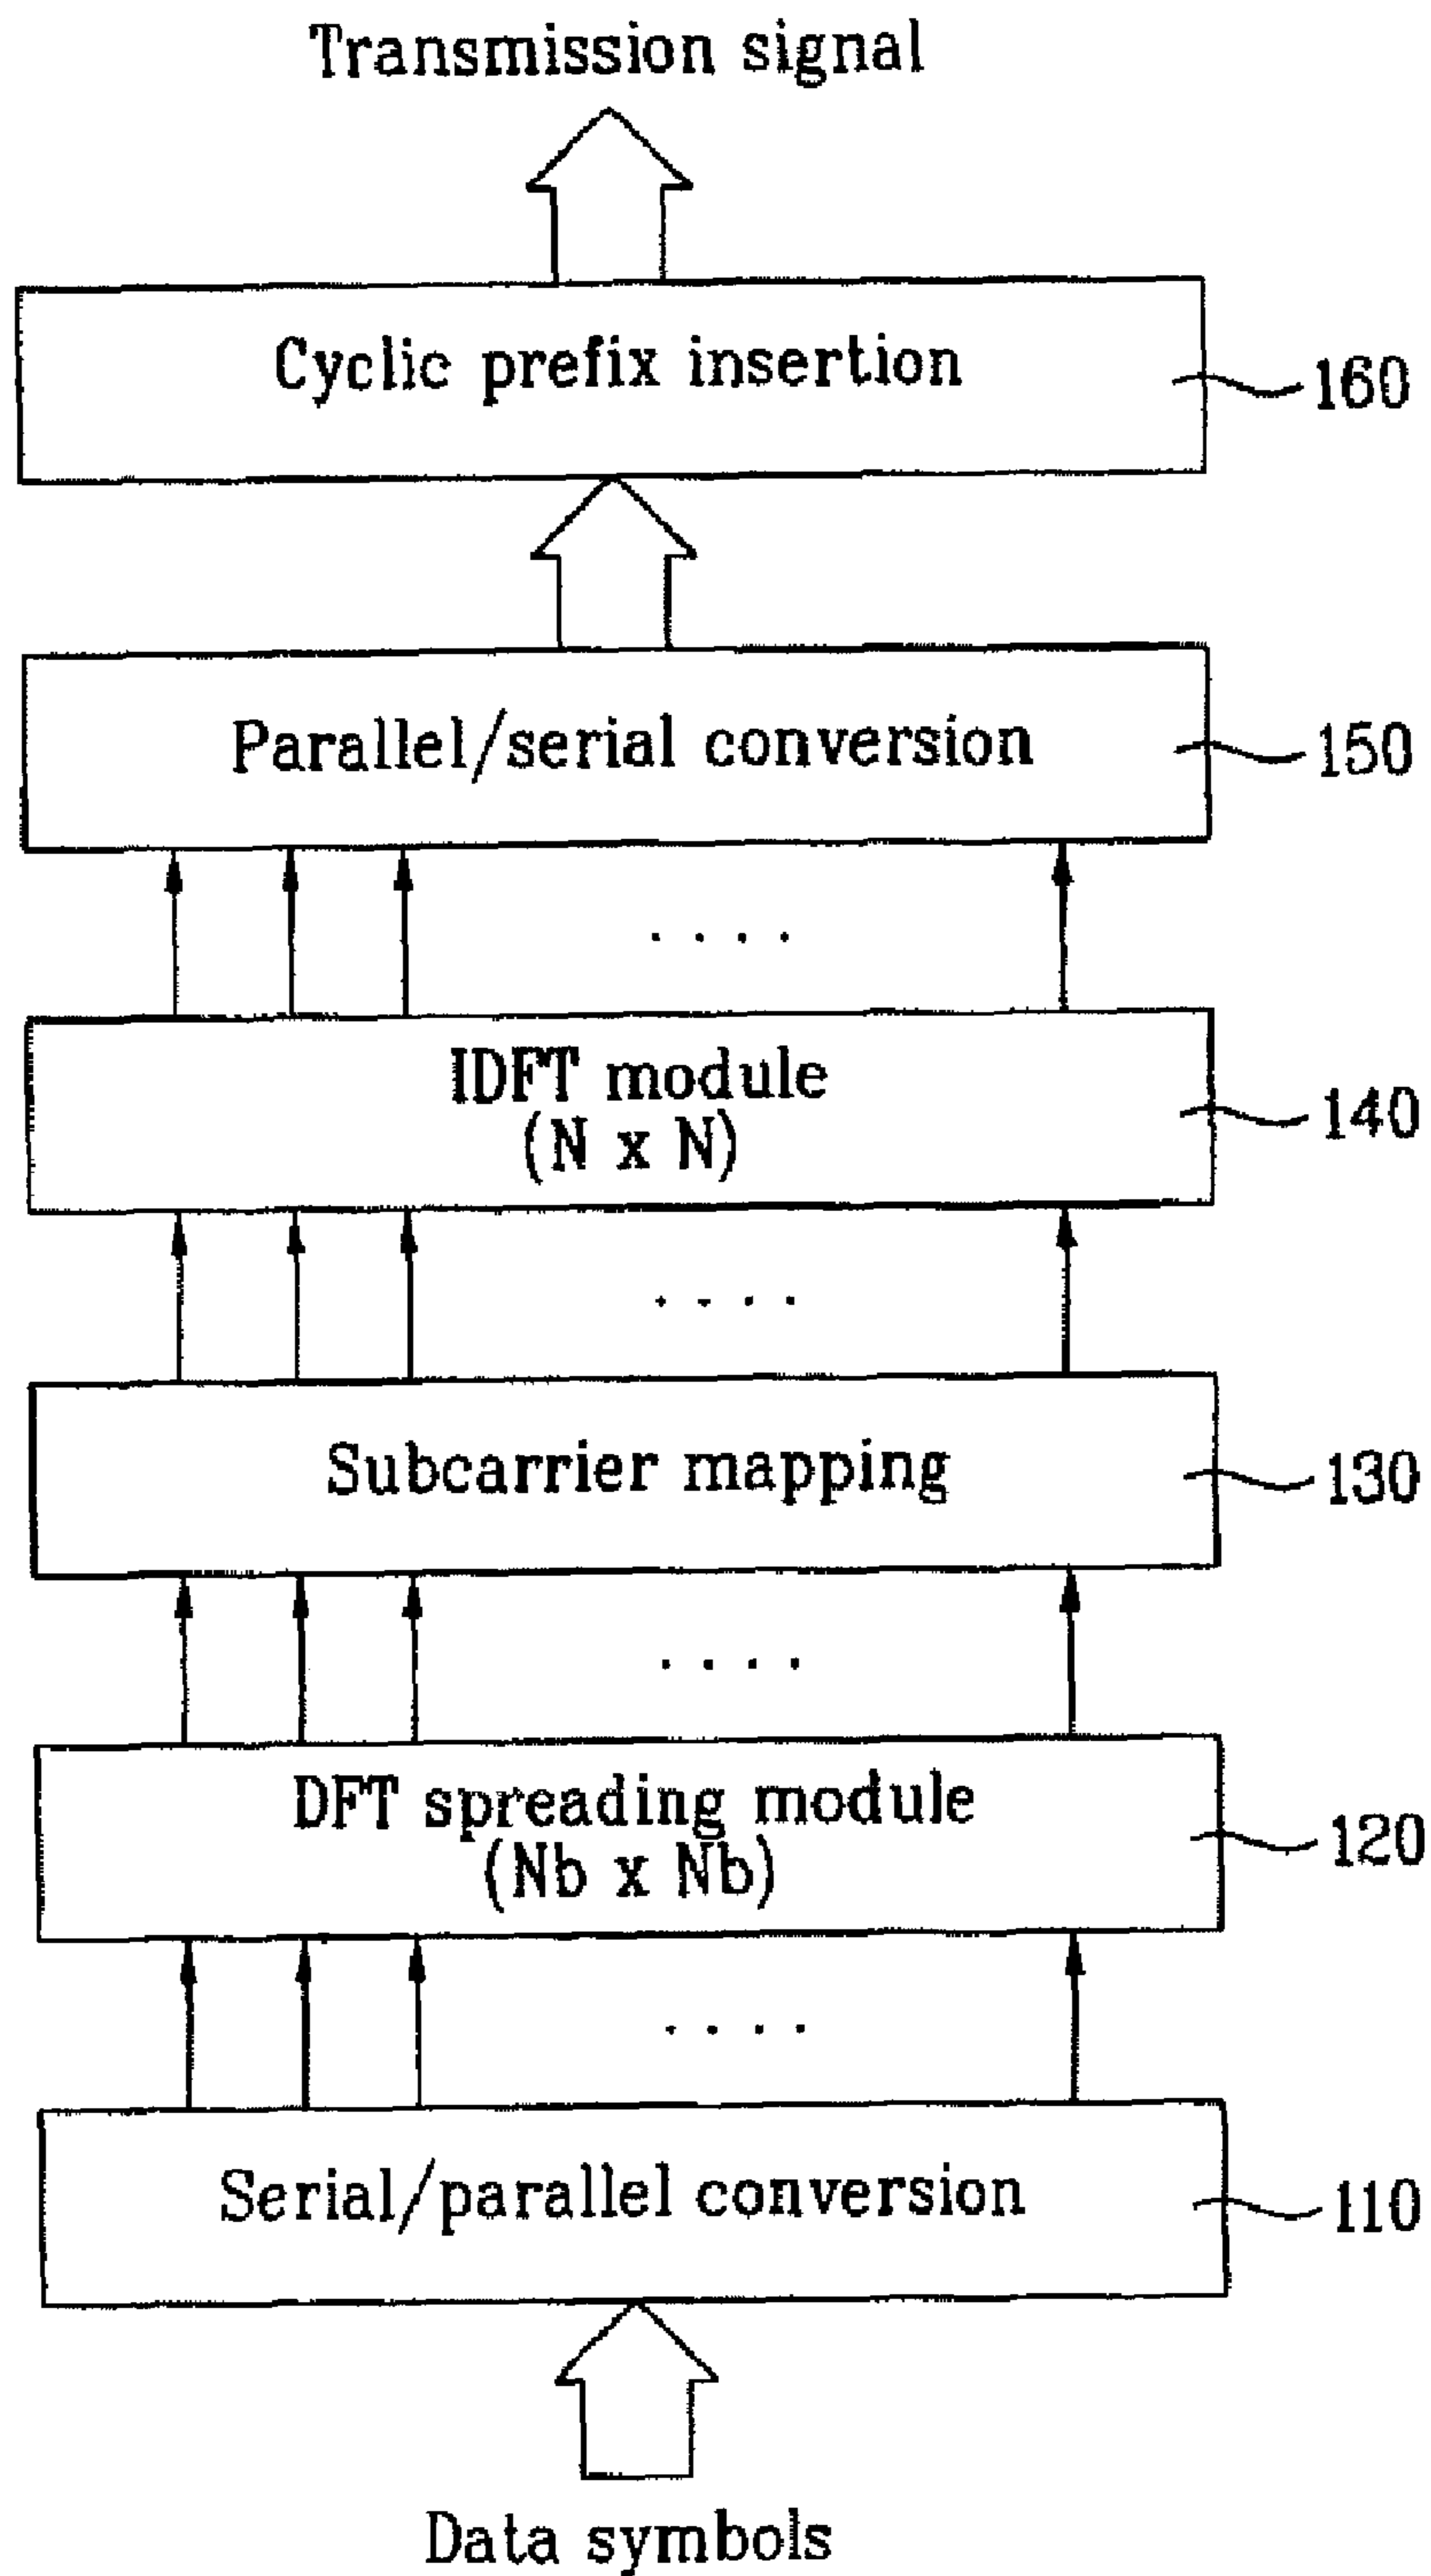 Transmission signal
Cyclic prefix insertion
160
Parallel/serial conversion
150
IDFT module
(N x N)
140
Subcarrier mapping
130
DFT spreading module
(Nb x Nb)
120
Serial/parallel conversion
110
Data symbols